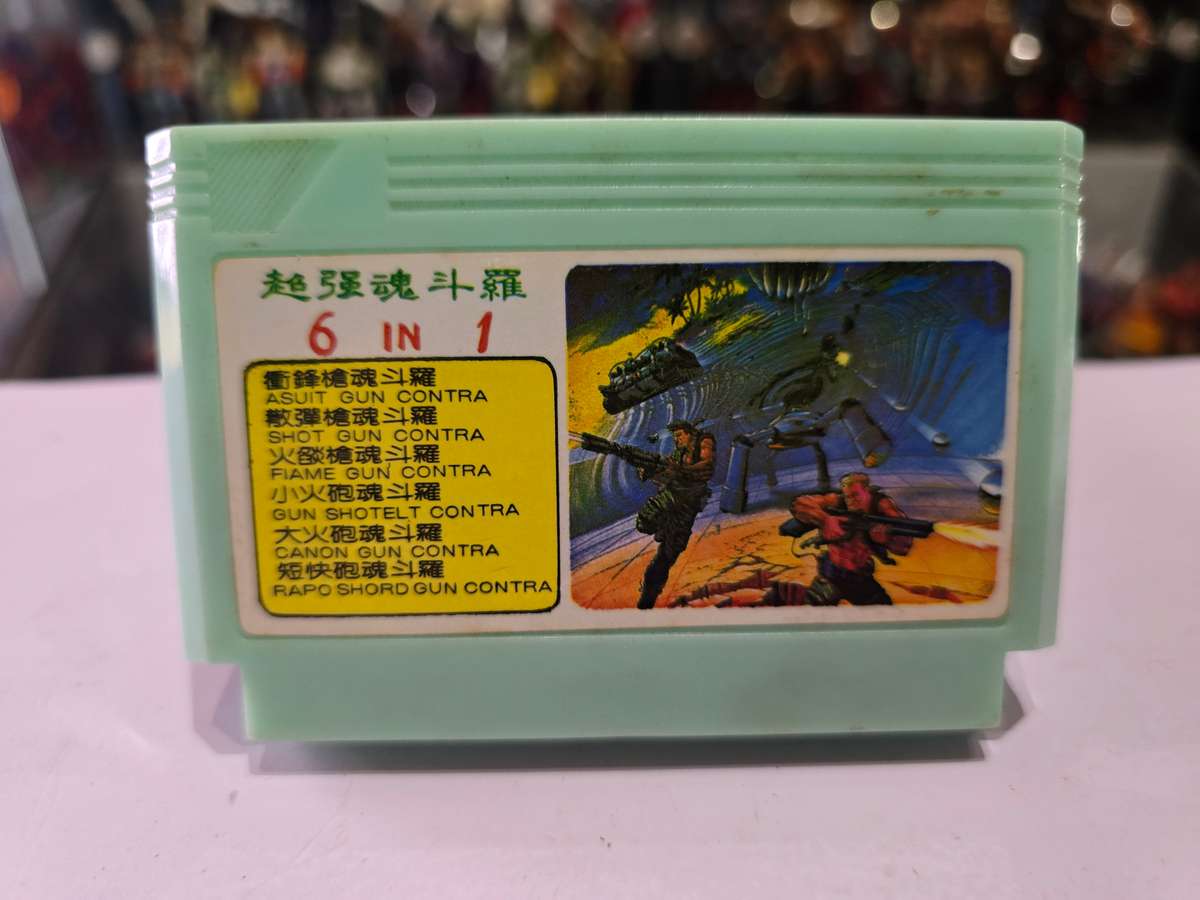 超强魂斗羅
6 IN 1
衝鋒槍魂斗羅
ASUIT GUN CONTRA
散彈槍魂斗羅
SHOT GUN CONTRA
火燄槍魂斗羅
FIAME GUN CONTRA
小火砲魂斗羅
GUN SHOTELT CONTRA
大火砲魂斗羅
CANON GUN CONTRA
短快砲魂斗羅
RAPO SHORD GUN CONTRA